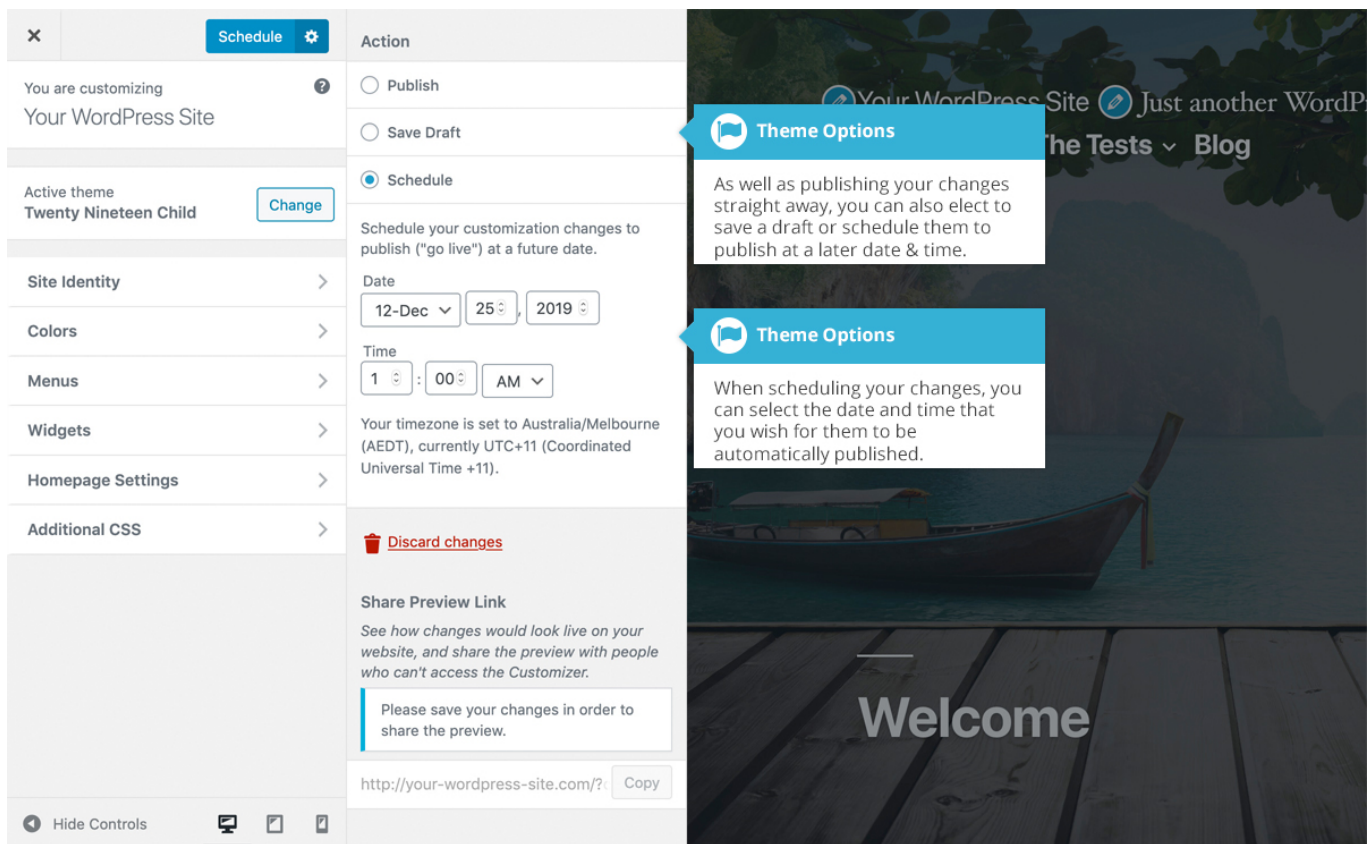 Schedule
You are customizing
Your WordPress Site
Active theme
Twenty Nineteen Child
Change
Site Identity
Colors
Menus
Widgets
Homepage Settings
Additional CSS
Hide Controls
Action
Publish
Save Draft
Schedule
Schedule your customization changes to
publish ("go live") at a future date.
Date
12-Dec 25 , 2019
Time
1 : 00 AM
Your timezone is set to Australia/Melbourne
(AEDT), currently UTC+11 (Coordinated
Universal Time +11).
Discard changes
Share Preview Link
See how changes would look live on your
website, and share the preview with people
who can't access the Customizer.
Please save your changes in order to
share the preview.
http://your-wordpress-site.com/? Copy
Your WordPress Site Just another WordP
The Tests Blog
Theme Options
As well as publishing your changes
straight away, you can also elect to
save a draft or schedule them to
publish at a later date & time.
Theme Options
When scheduling your changes, you
can select the date and time that
you wish for them to be
automatically published.
Welcome